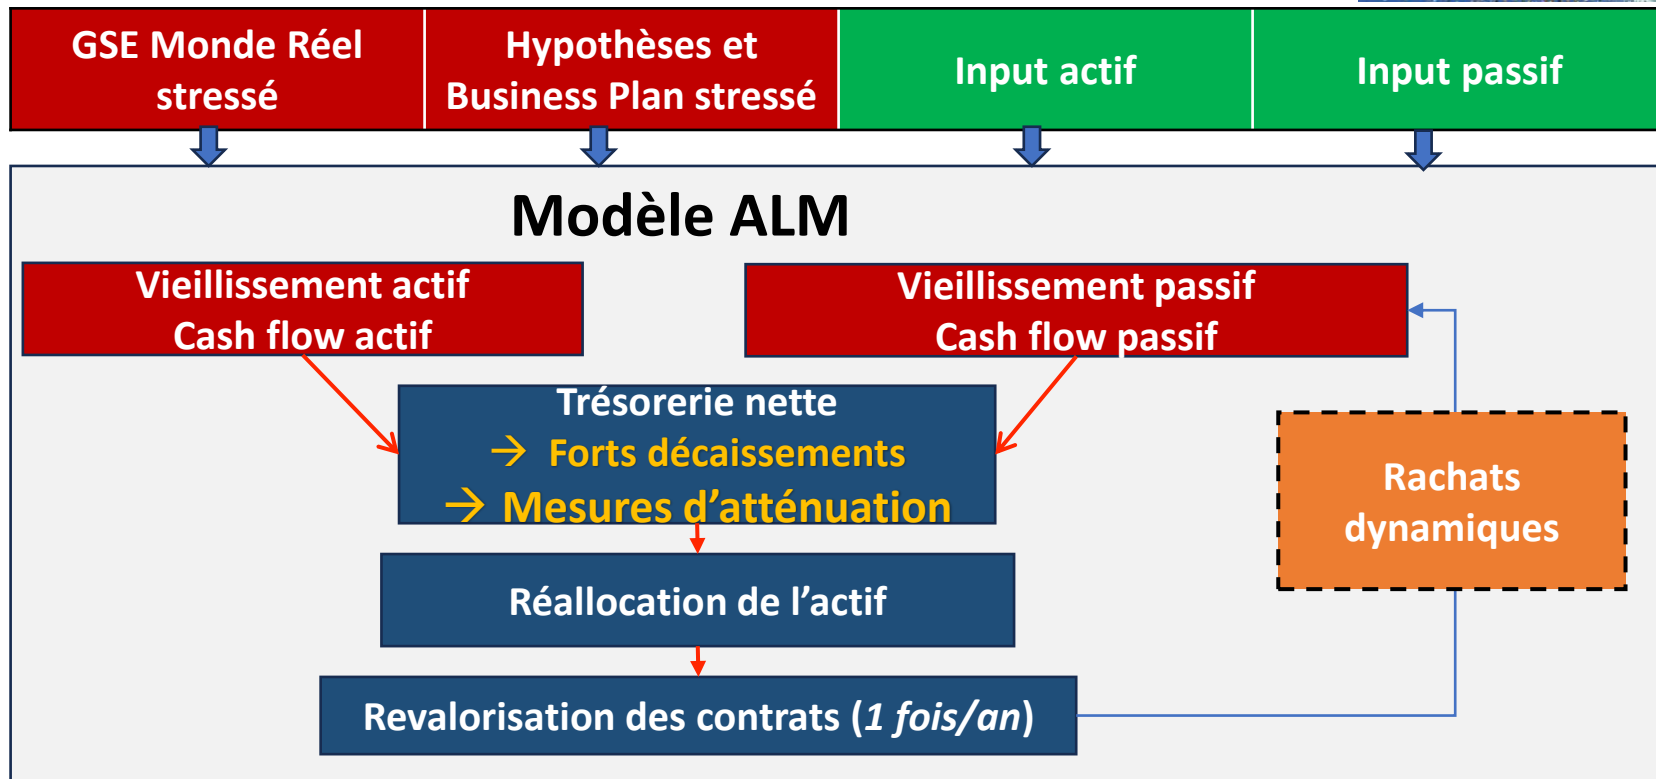 GSE Monde Réel
stressé
Hypothèses et
Business Plan stressé
Input actif
Input passif
Modèle ALM
Vieillissement actif
Cash flow actif
Vieillissement passif
Cash flow passif
Trésorerie nette
→ Forts décaissements
→ Mesures d’atténuation
Rachats
dynamiques
Réallocation de l’actif
Revalorisation des contrats (1 fois/an)